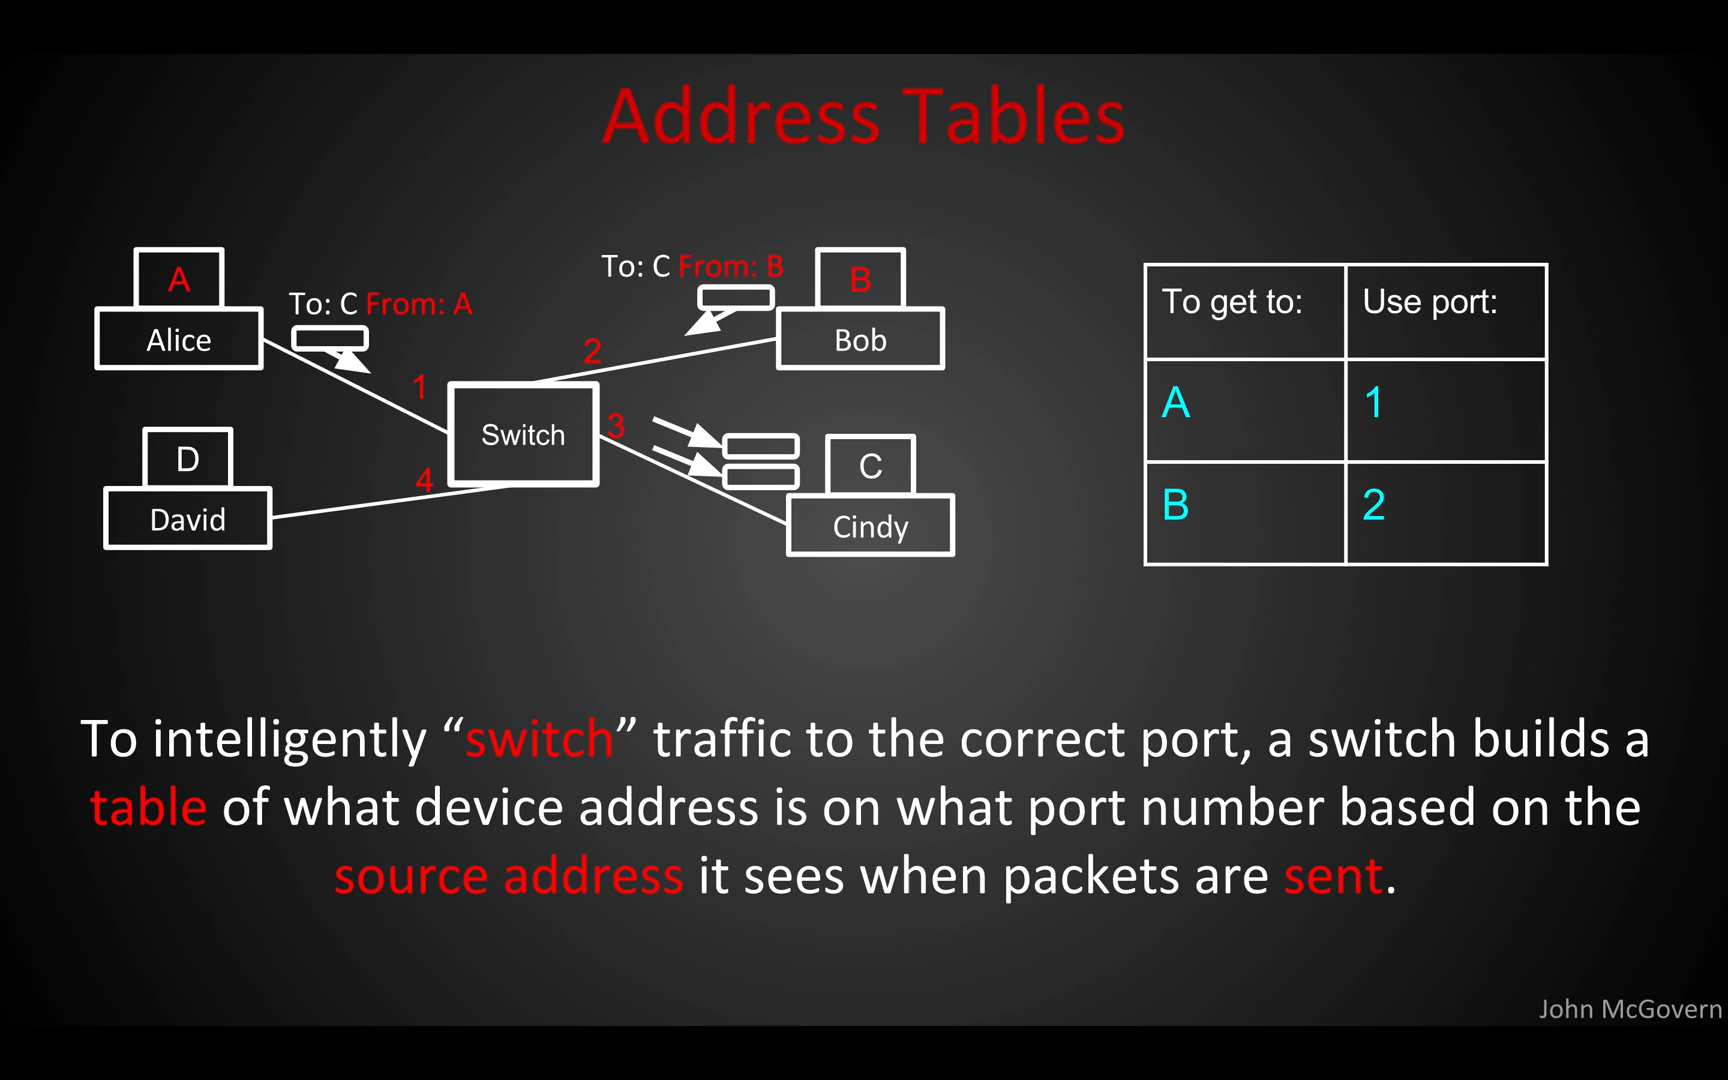 Address Tables
A
Alice
To: C From: A
To: C From: B
B
Bob
1
2
3
4
Switch
D
David
C
Cindy
To get to: Use port:
A 1
B 2
To intelligently “switch” traffic to the correct port, a switch builds a
table of what device address is on what port number based on the
source address it sees when packets are sent.
John McGovern